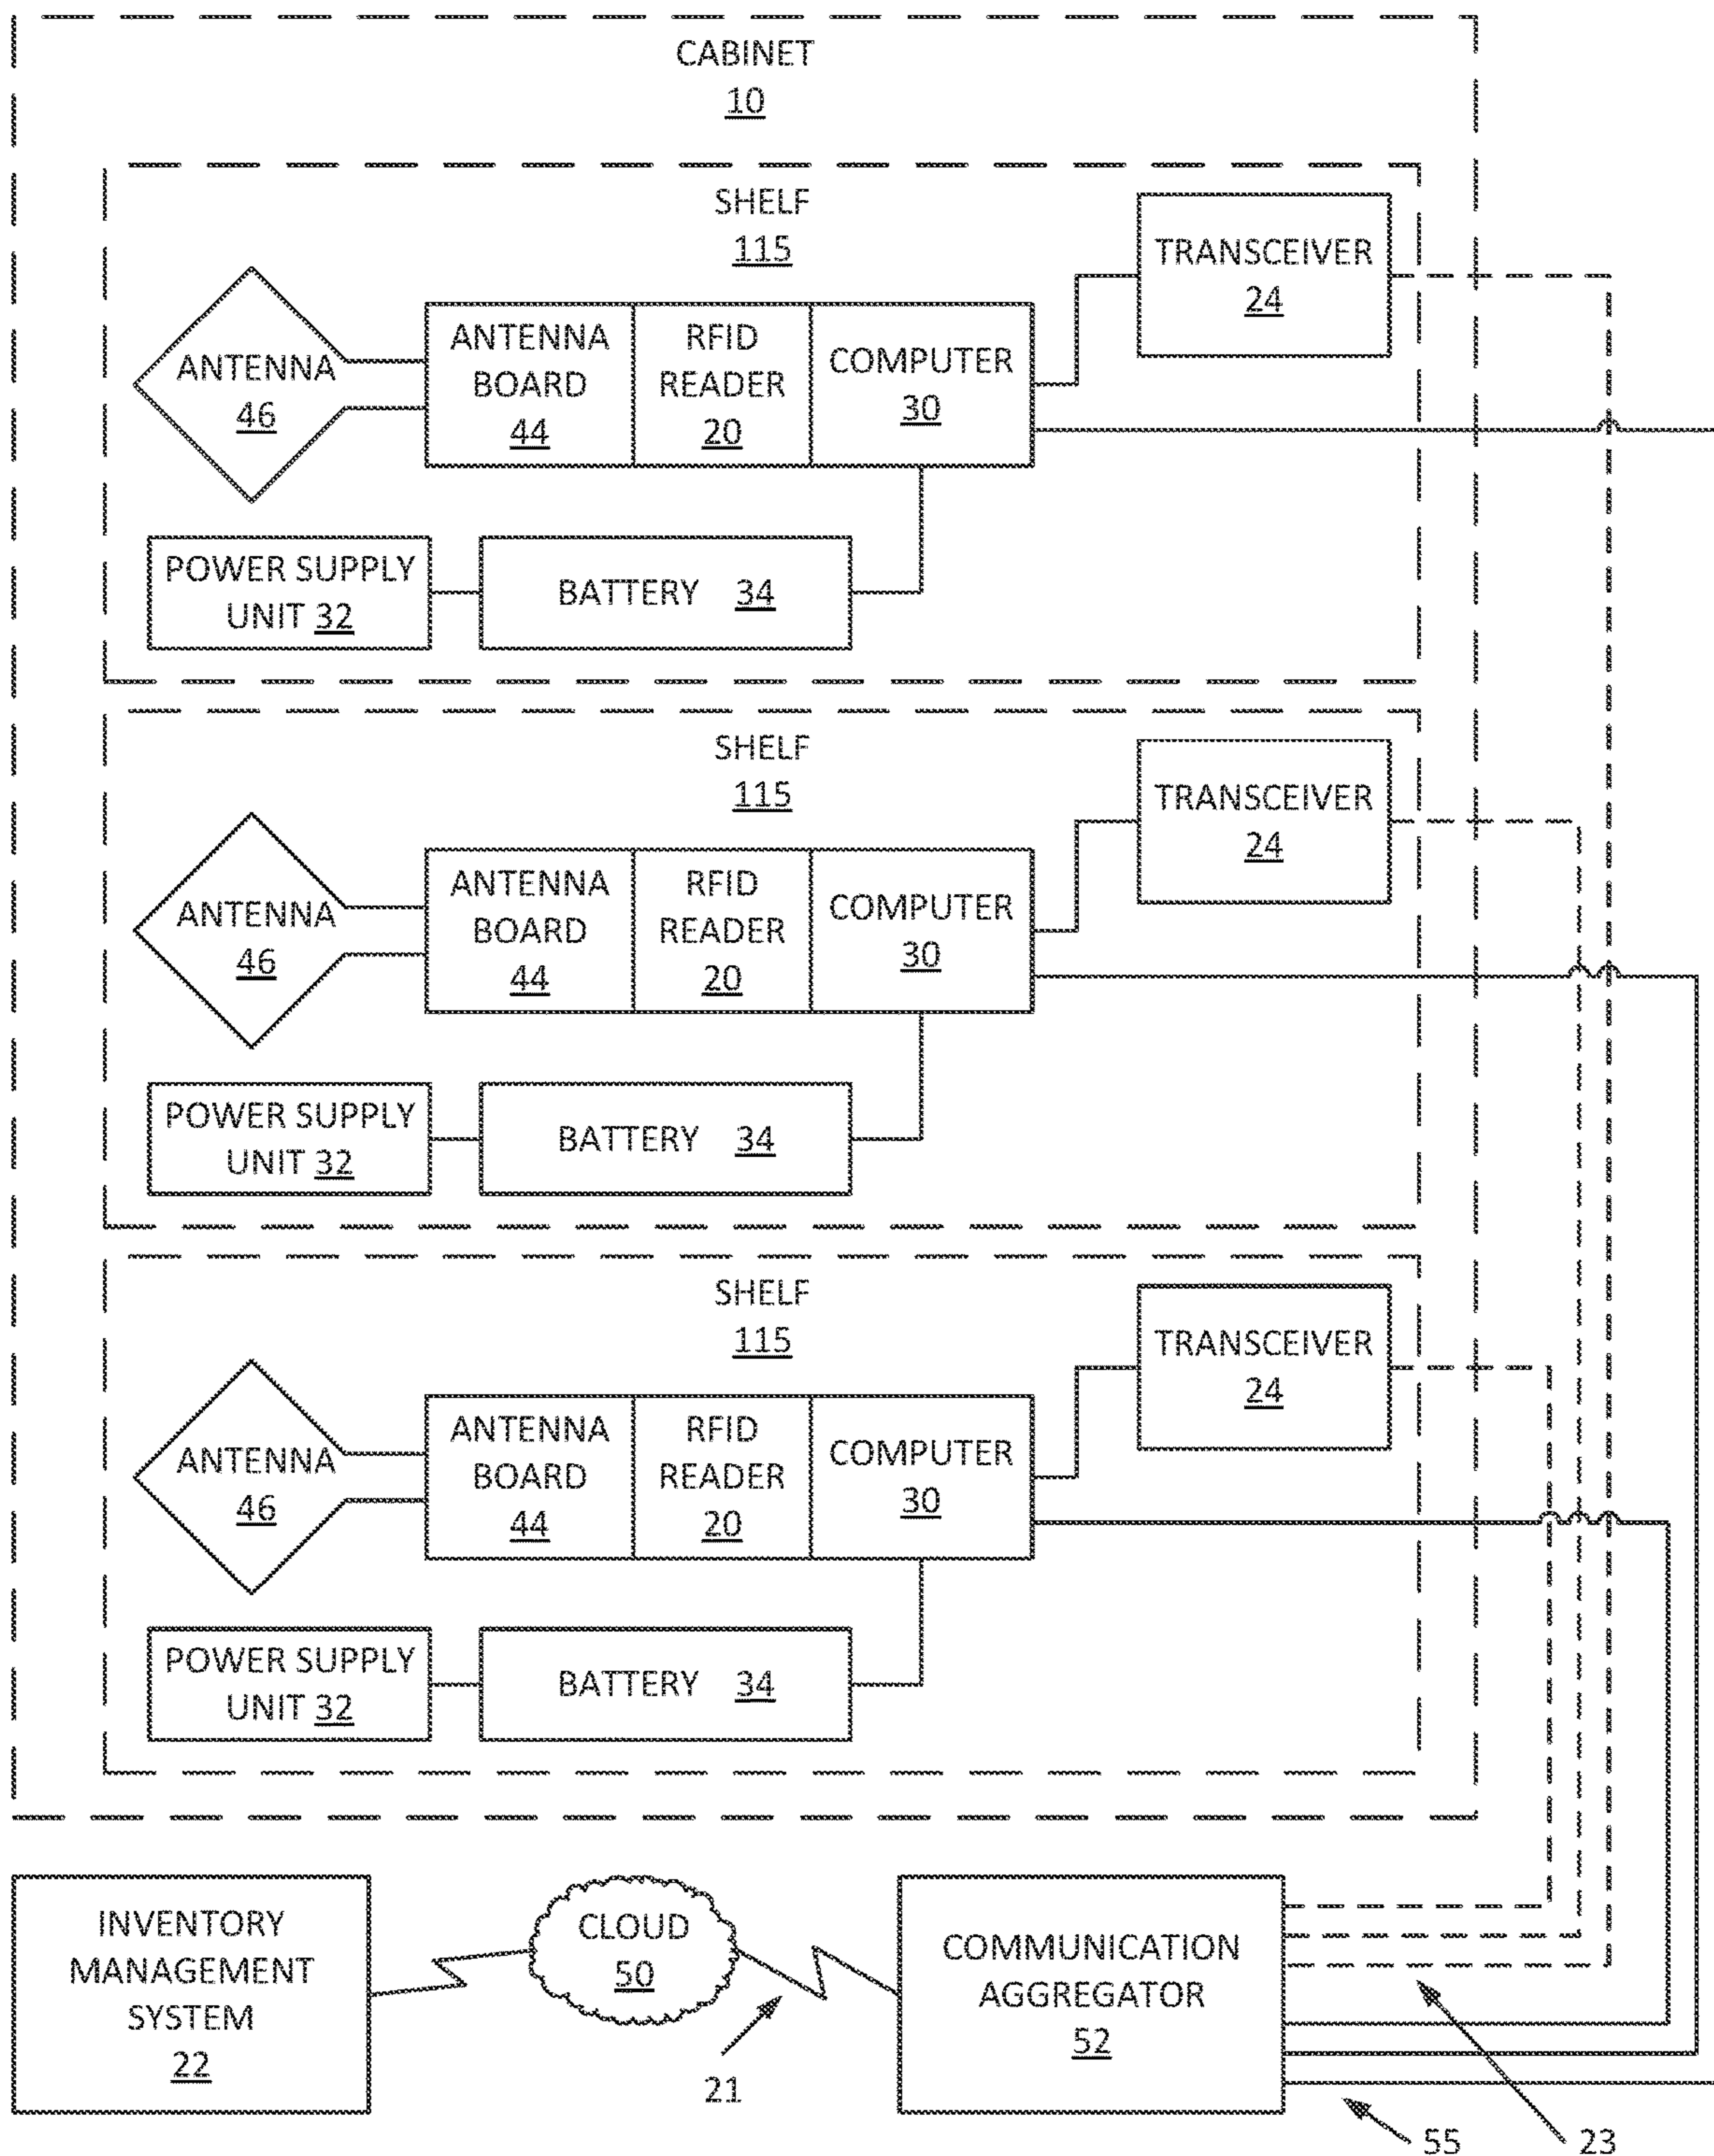 CABINET
10
SHELF
115
TRANSCEIVER
24
ANTENNA
46
ANTENNA
BOARD
44
RFID
READER
20
COMPUTER
30
POWER SUPPLY
UNIT 32
BATTERY 34
SHELF
115
TRANSCEIVER
24
ANTENNA
46
ANTENNA
BOARD
44
RFID
READER
20
COMPUTER
30
POWER SUPPLY
UNIT 32
BATTERY 34
SHELF
115
TRANSCEIVER
24
ANTENNA
46
ANTENNA
BOARD
44
RFID
READER
20
COMPUTER
30
POWER SUPPLY
UNIT 32
BATTERY 34
INVENTORY
MANAGEMENT
SYSTEM
22
CLOUD
50
21
COMMUNICATION
AGGREGATOR
52
55
23